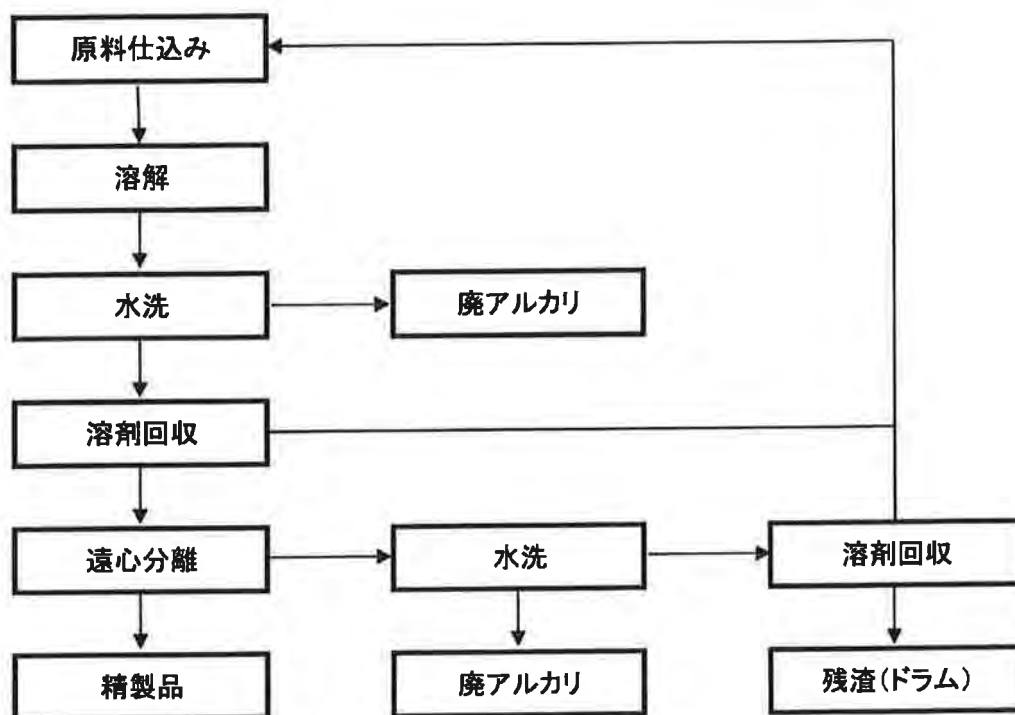 原料仕込み
溶解
水洗
廃アルカリ
溶剤回収
遠心分離
水洗
溶剤回収
精製品
廃アルカリ
残渣(ドラム)